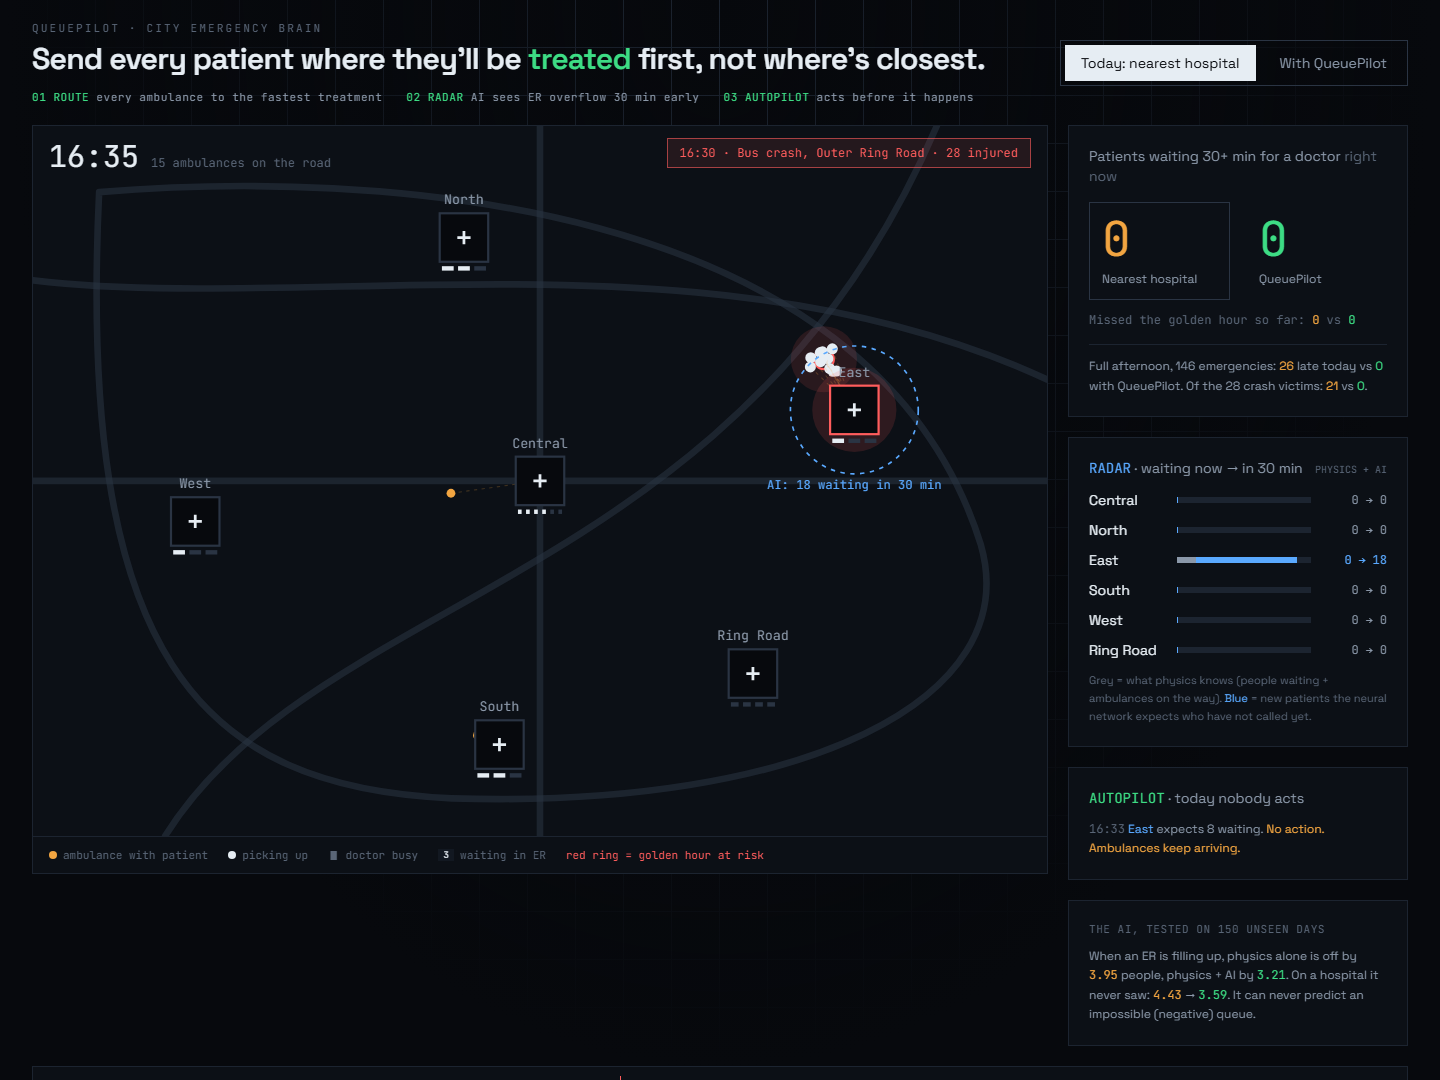 QUEUEPILOT · CITY EMERGENCY BRAIN
Send every patient where they'll be treated first, not where's closest.
01 ROUTE every ambulance to the fastest treatment 02 RADAR AI sees ER overflow 30 min early 03 AUTOPILOT acts before it happens
Today: nearest hospital
With QueuePilot
16:35 15 ambulances on the road
16:30 · Bus crash, Outer Ring Road · 28 injured
North
East
Central
AI: 18 waiting in 30 min
West
Ring Road
South
ambulance with patient
picking up
doctor busy
3 waiting in ER
red ring = golden hour at risk
Patients waiting 30+ min for a doctor right
now
0
Nearest hospital
0
QueuePilot
Missed the golden hour so far: 0 vs 0
Full afternoon, 146 emergencies: 26 late today vs 0
with QueuePilot. Of the 28 crash victims: 21 vs 0.
RADAR · waiting now → in 30 min PHYSICS + AI
Central 0 → 0
North 0 → 0
East 0 → 18
South 0 → 0
West 0 → 0
Ring Road 0 → 0
Grey = what physics knows (people waiting +
ambulances on the way). Blue = new patients the neural
network expects who have not called yet.
AUTOPILOT · today nobody acts
16:33 East expects 8 waiting. No action.
Ambulances keep arriving.
THE AI, TESTED ON 150 UNSEEN DAYS
When an ER is filling up, physics alone is off by
3.95 people, physics + AI by 3.21. On a hospital it
never saw: 4.43 → 3.59. It can never predict an
impossible (negative) queue.